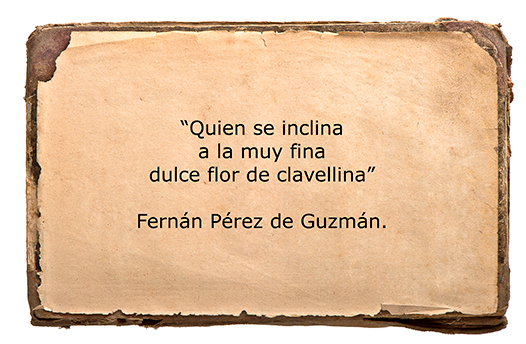 “Quien se inclina
a la muy fina
dulce flor de clavellina”
Fernán Pérez de Guzmán.